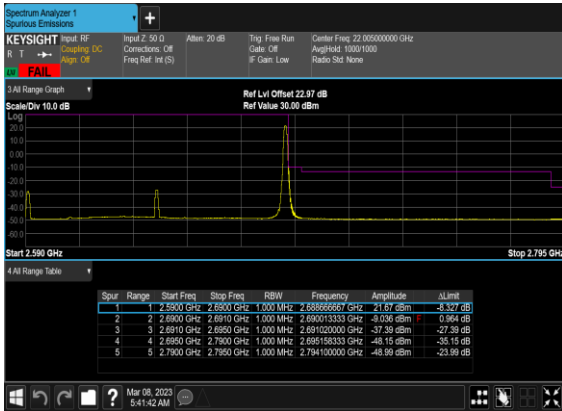 Spectrum Analyzer 1
Spurious Emissions
+
KEYSIGHT Input: RF Input Z: 50 Ω Atten: 20 dB Trig: Free Run Center Freq: 22.005000000 GHz
R T Coupling: DC Corrections: Off Gate: Off Avg|Hold: 1000/1000
Align: Off Freq Ref: Int (S) IF Gain: Low Radio Std: None
FAIL
3 All Range Graph Ref Lvl Offset 22.97 dB
Scale/Div 10.0 dB Ref Value 30.00 dBm
Log
20.0
10.0
0.00
-10.0
-20.0
-30.0
-40.0
-50.0
-60.0
Start 2.590 GHz Stop 2.795 GHz
4 All Range Table
Spur Range Start Freq Stop Freq RBW Frequency Amplitude ΔLimit
1 1 2.5900 GHz 2.6900 GHz 1.000 MHz 2.688666667 GHz 21.67 dBm -8.327 dB
2 2 2.6900 GHz 2.6910 GHz 1.000 MHz 2.690013333 GHz -9.036 dBm F 0.964 dB
3 3 2.6910 GHz 2.6950 GHz 1.000 MHz 2.691020000 GHz -37.39 dBm -27.39 dB
4 4 2.6950 GHz 2.7900 GHz 1.000 MHz 2.695158333 GHz -48.15 dBm -35.15 dB
5 5 2.7900 GHz 2.7950 GHz 1.000 MHz 2.794100000 GHz -48.99 dBm -23.99 dB
? Mar 08, 2023
5:41:42 AM